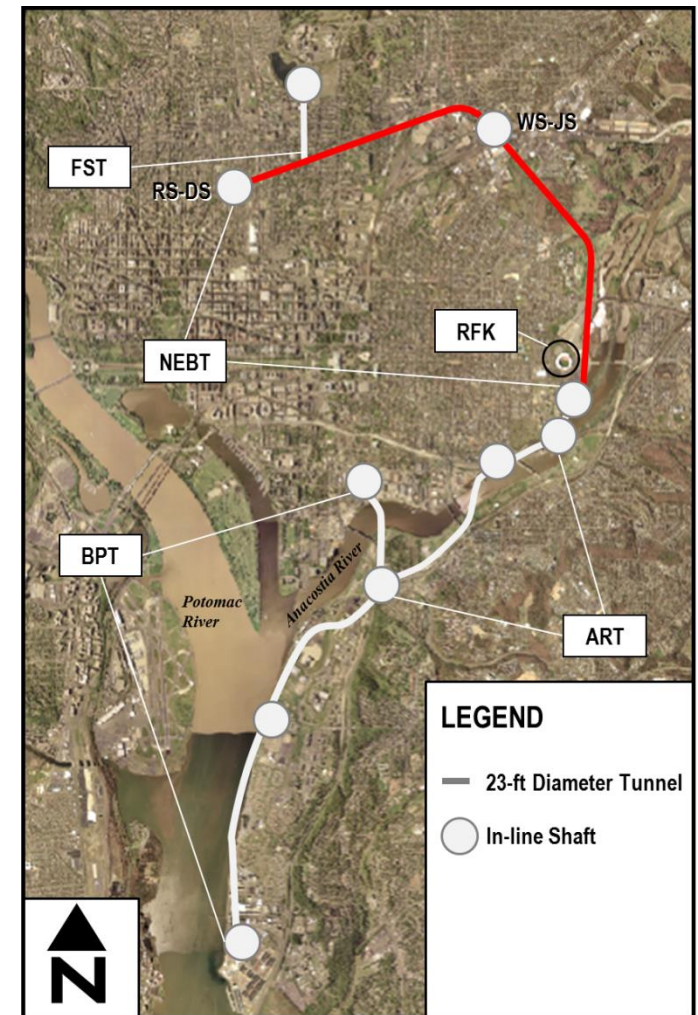 WS-JS
FST
RS-DS
RFK
NEBT
BPT
Potomac
River
Anacostia River
ART
LEGEND
23-ft Diameter Tunnel
In-line Shaft
N